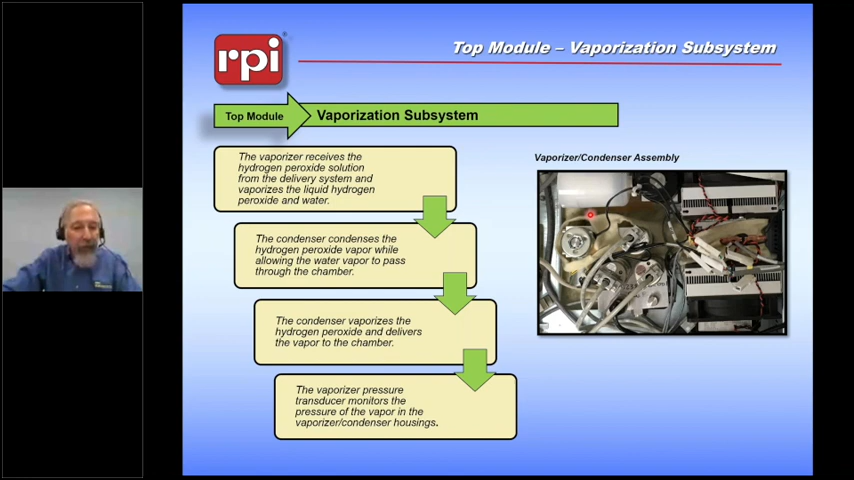 rpi
Top Module – Vaporization Subsystem
Top Module
Vaporization Subsystem
The vaporizer receives the
hydrogen peroxide solution
from the delivery system and
vaporizes the liquid hydrogen
peroxide and water.
The condenser condenses the
hydrogen peroxide vapor while
allowing the water vapor to pass
through the chamber.
The condenser vaporizes the
hydrogen peroxide and delivers
the vapor to the chamber.
The vaporizer pressure
transducer monitors the
pressure of the vapor in the
vaporizer/condenser housings.
Vaporizer/Condenser Assembly